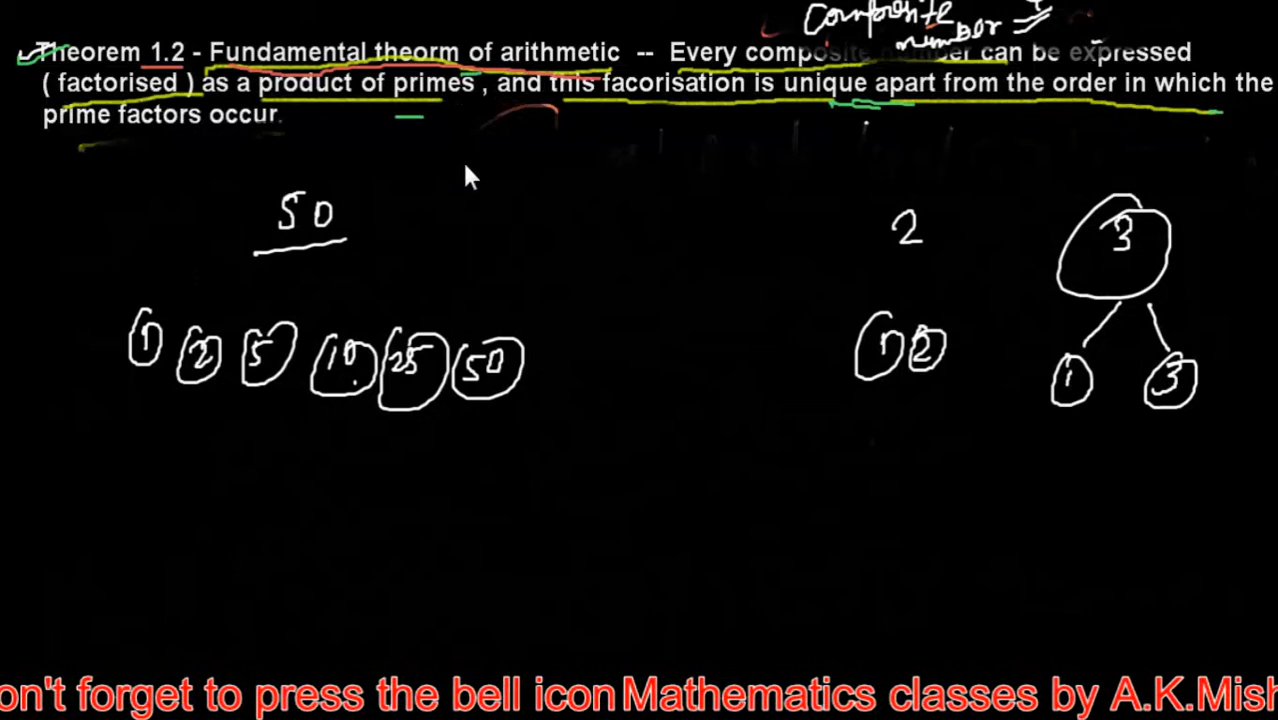 Composite
number
Theorem 1.2 - Fundamental theorm of arithmetic -- Every composite number can be expressed
( factorised ) as a product of primes , and this facorisation is unique apart from the order in which the
prime factors occur.
50
2 3
1 2 5 10 25 50 1 2 1 3
on't forget to press the bell icon Mathematics classes by A.K.Mish